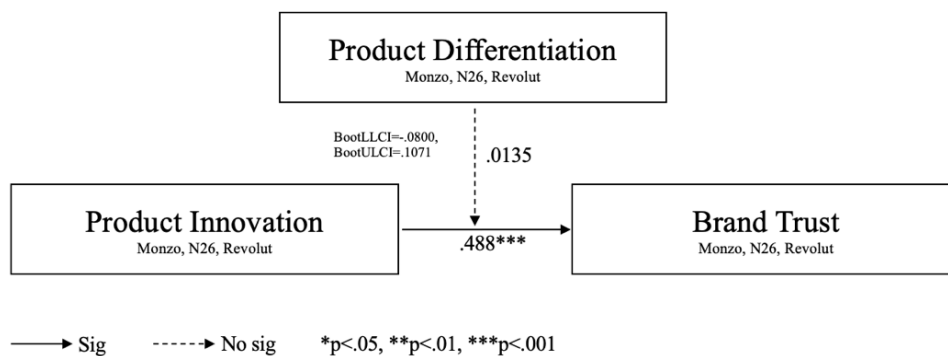 Product Differentiation
Monzo, N26, Revolut
BootLLCI=-.0800,
BootULCI=.1071
.0135
Product Innovation
Monzo, N26, Revolut
.488***
Brand Trust
Monzo, N26, Revolut
Sig
No sig
*p<.05, **p<.01, ***p<.001